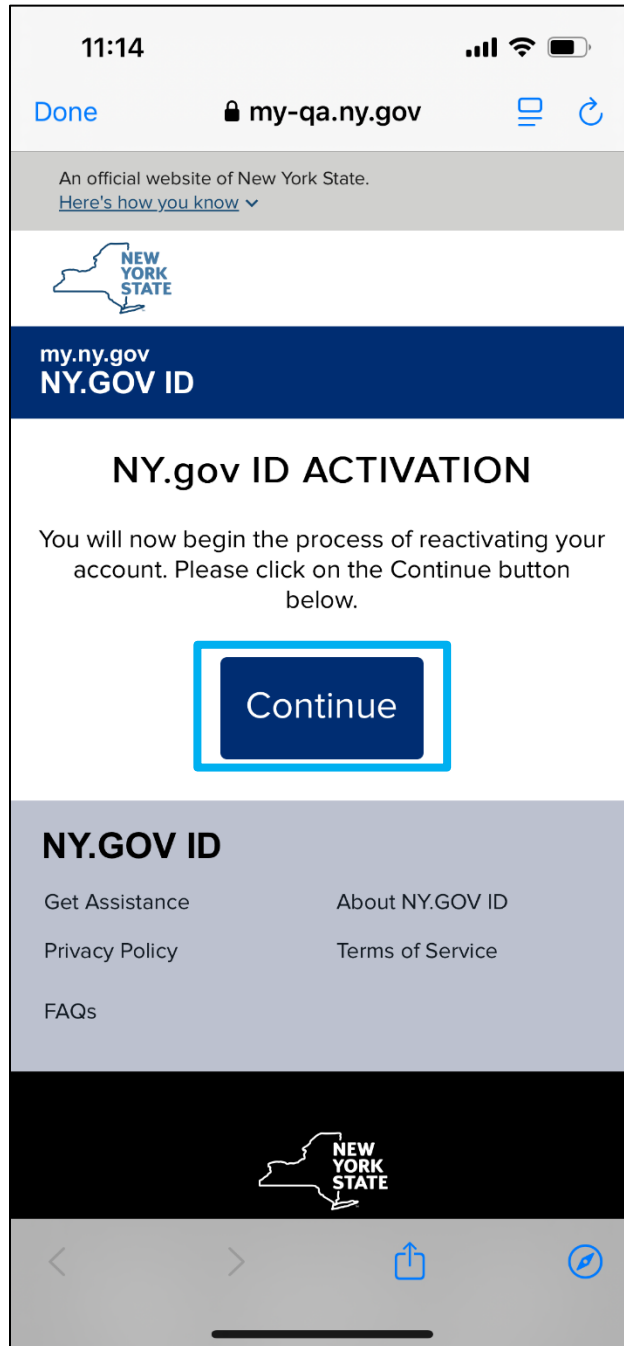 11:14
Done my-qa.ny.gov
An official website of New York State.
Here's how you know
NEW
YORK
STATE
my.ny.gov
NY.GOV ID
NY.gov ID ACTIVATION
You will now begin the process of reactivating your
account. Please click on the Continue button
below.
Continue
NY.GOV ID
Get Assistance About NY.GOV ID
Privacy Policy Terms of Service
FAQs
NEW
YORK
STATE